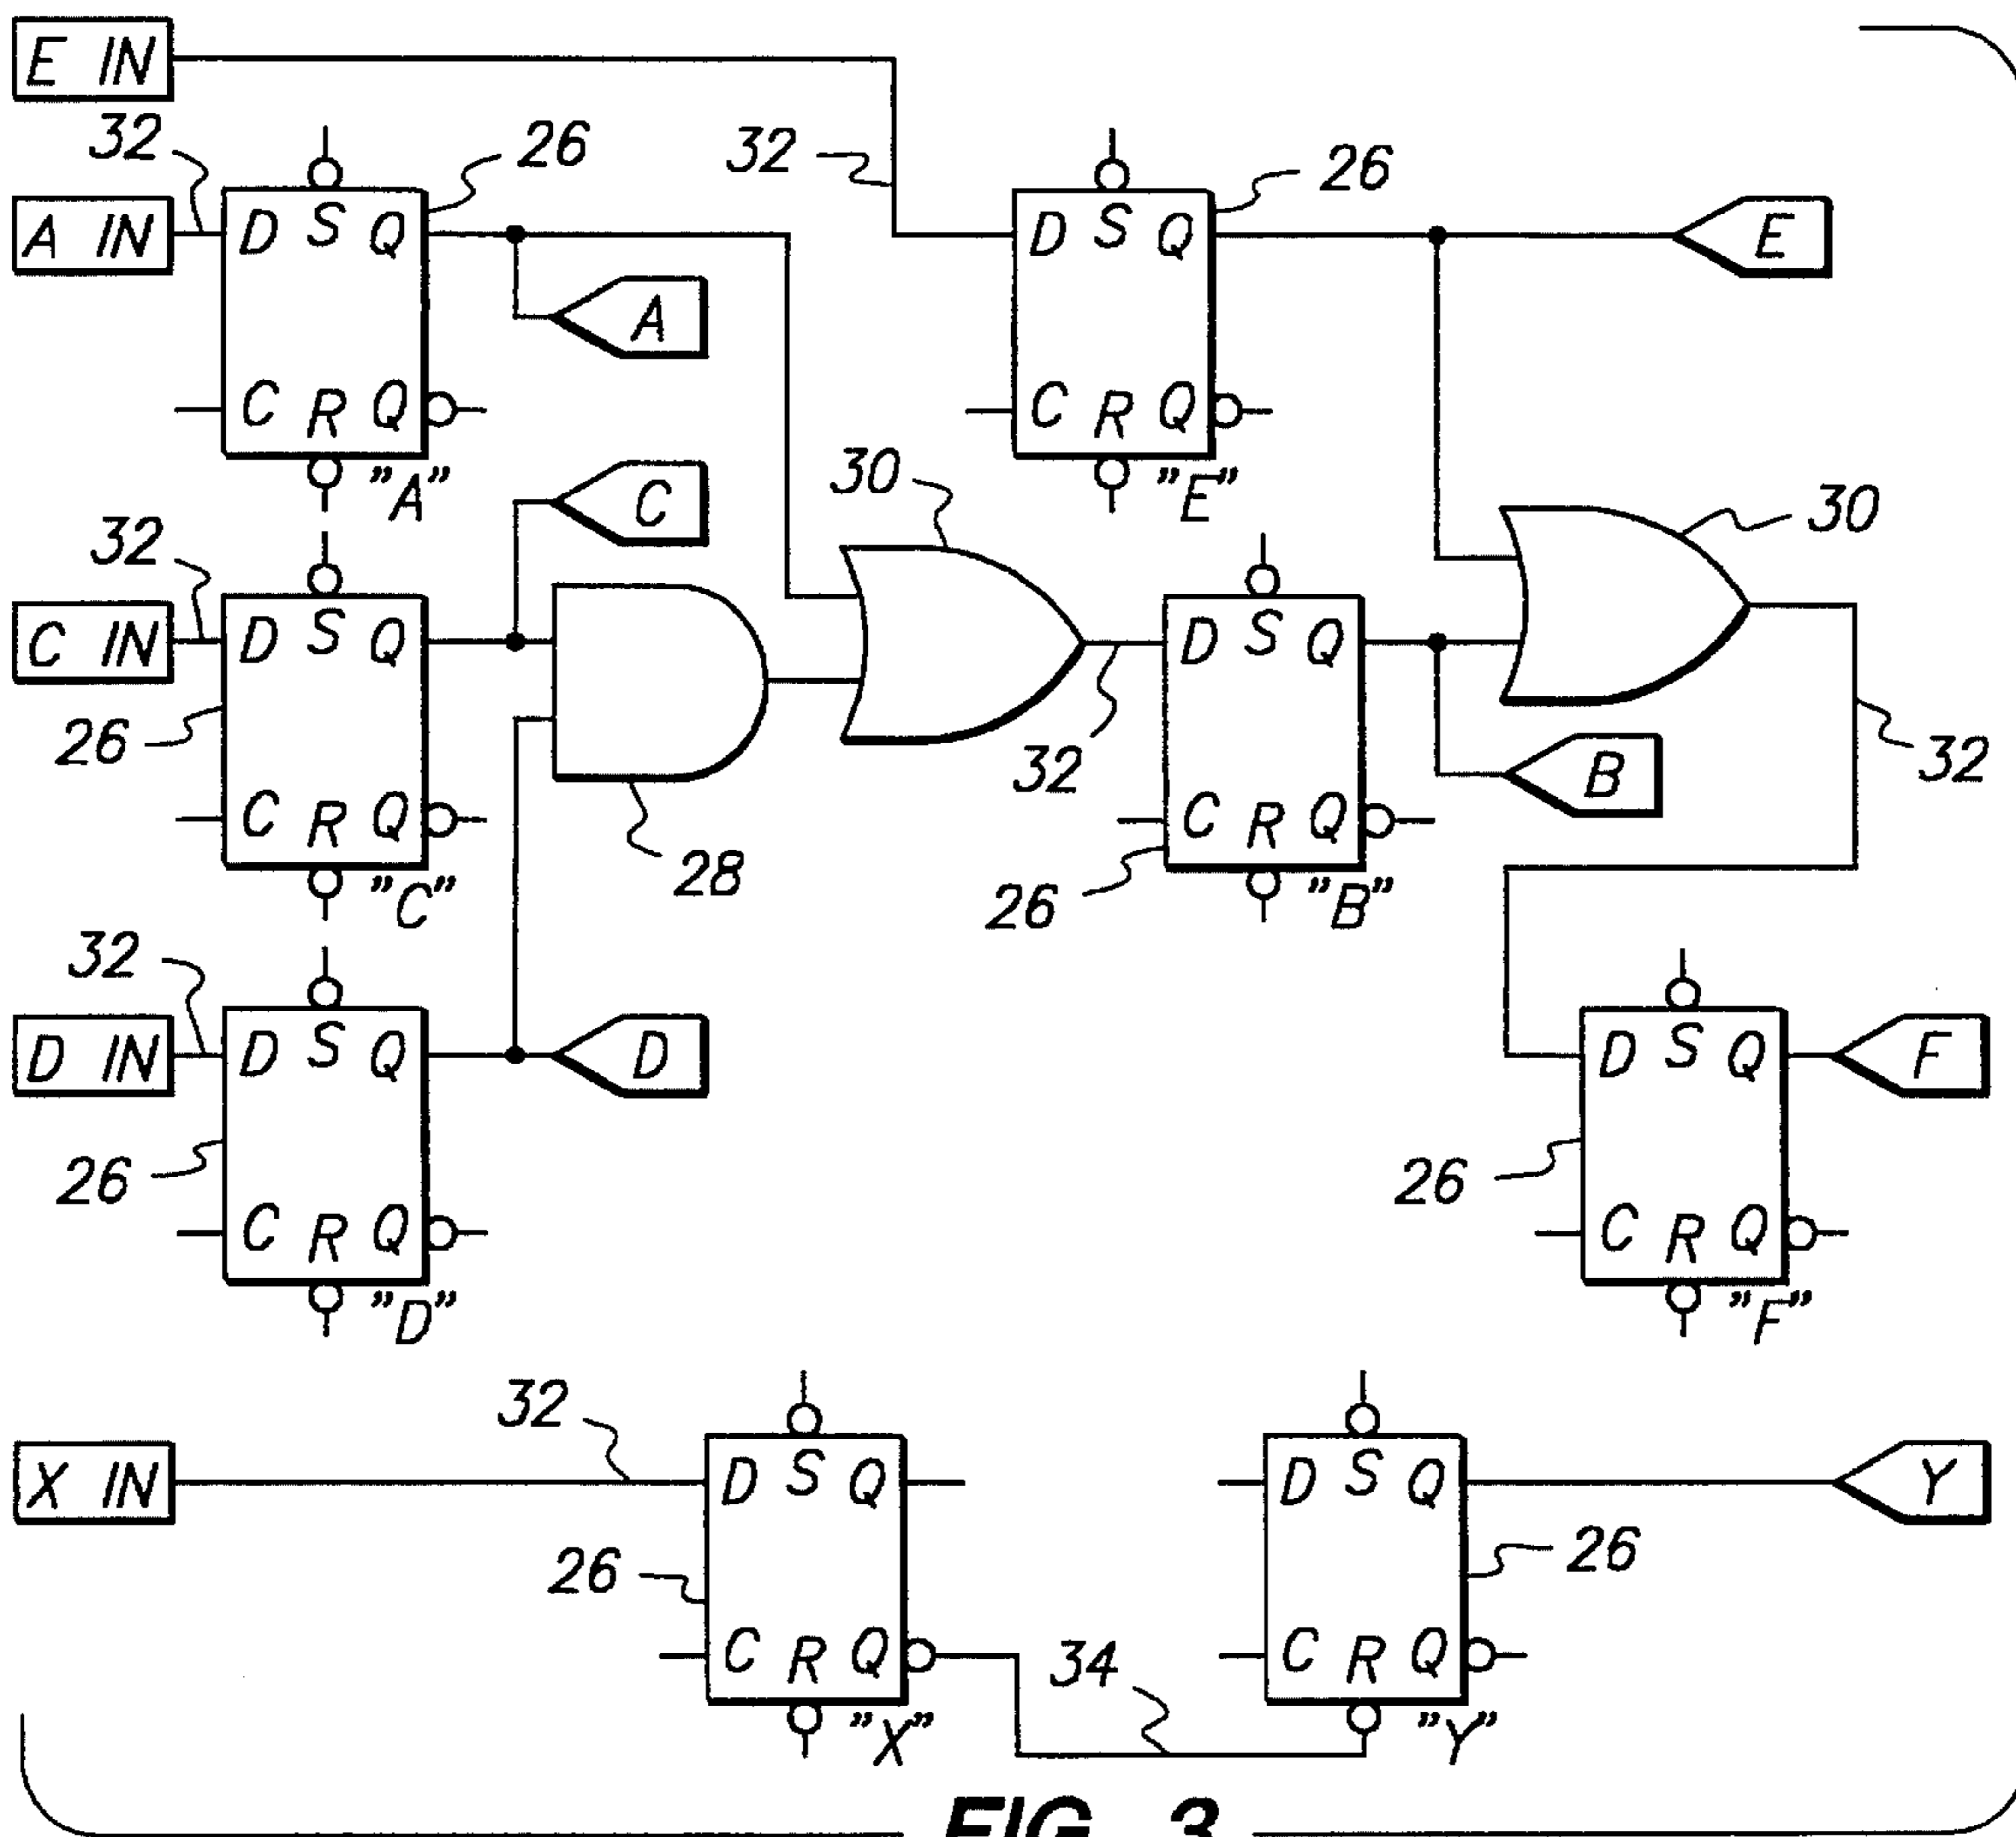 E IN
32
26
32
26
A IN
D S Q
D S Q
E
A
C R Q
C R Q
"A"
C
30
"E"
30
32
C IN
D S Q
D S Q
26
32
B
32
C R Q
C R Q
"C"
28
26
"B"
32
D IN
D S Q
D
D S Q
F
26
26
C R Q
C R Q
"D"
"F"
32
X IN
D S Q
D S Q
Y
26
26
C R Q
34
C R Q
"X"
"Y"
FIG. 3